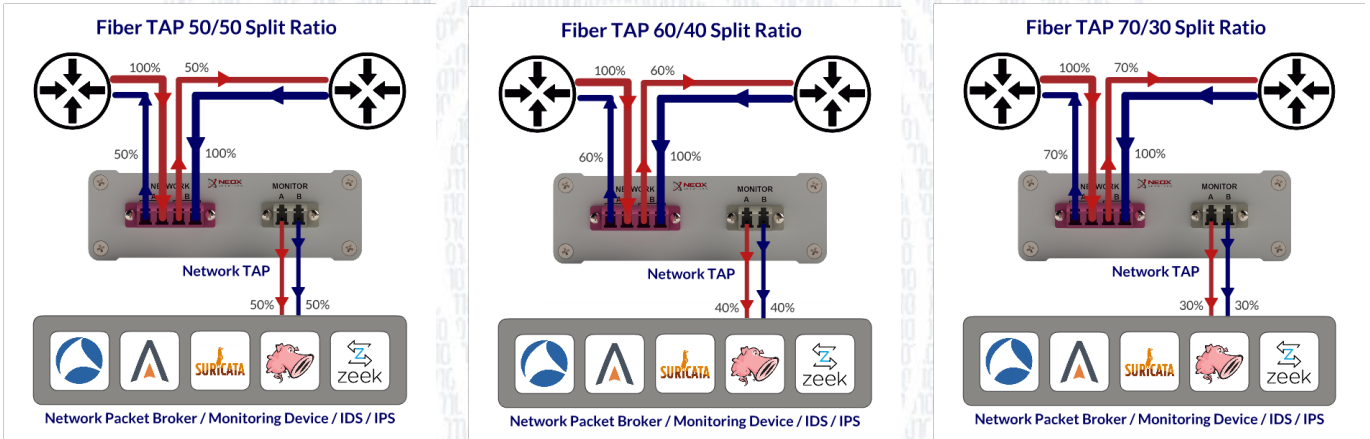 Fiber TAP 50/50 Split Ratio
100%
50%
50%
100%
NETWORK
NEOX
MONITOR
A
B
Network TAP
50%
50%
SURICATA
zeek
Network Packet Broker / Monitoring Device / IDS / IPS
Fiber TAP 60/40 Split Ratio
100%
60%
60%
100%
NETWORK
NEOX
MONITOR
A
B
Network TAP
40%
40%
SURICATA
zeek
Network Packet Broker / Monitoring Device / IDS / IPS
Fiber TAP 70/30 Split Ratio
100%
70%
70%
100%
NETWORK
NEOX
MONITOR
A
B
Network TAP
30%
30%
SURICATA
zeek
Network Packet Broker / Monitoring Device / IDS / IPS